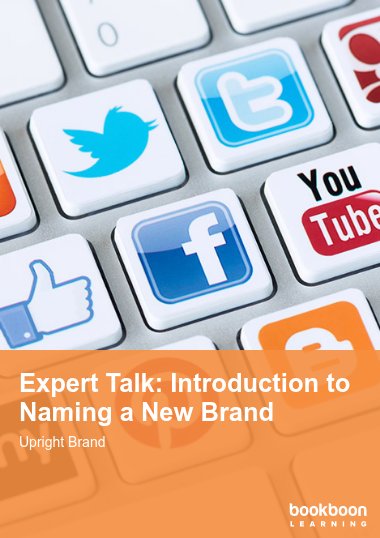 You
Tube
Expert Talk: Introduction to
Naming a New Brand
Upright Brand
bookboon
LEARNING